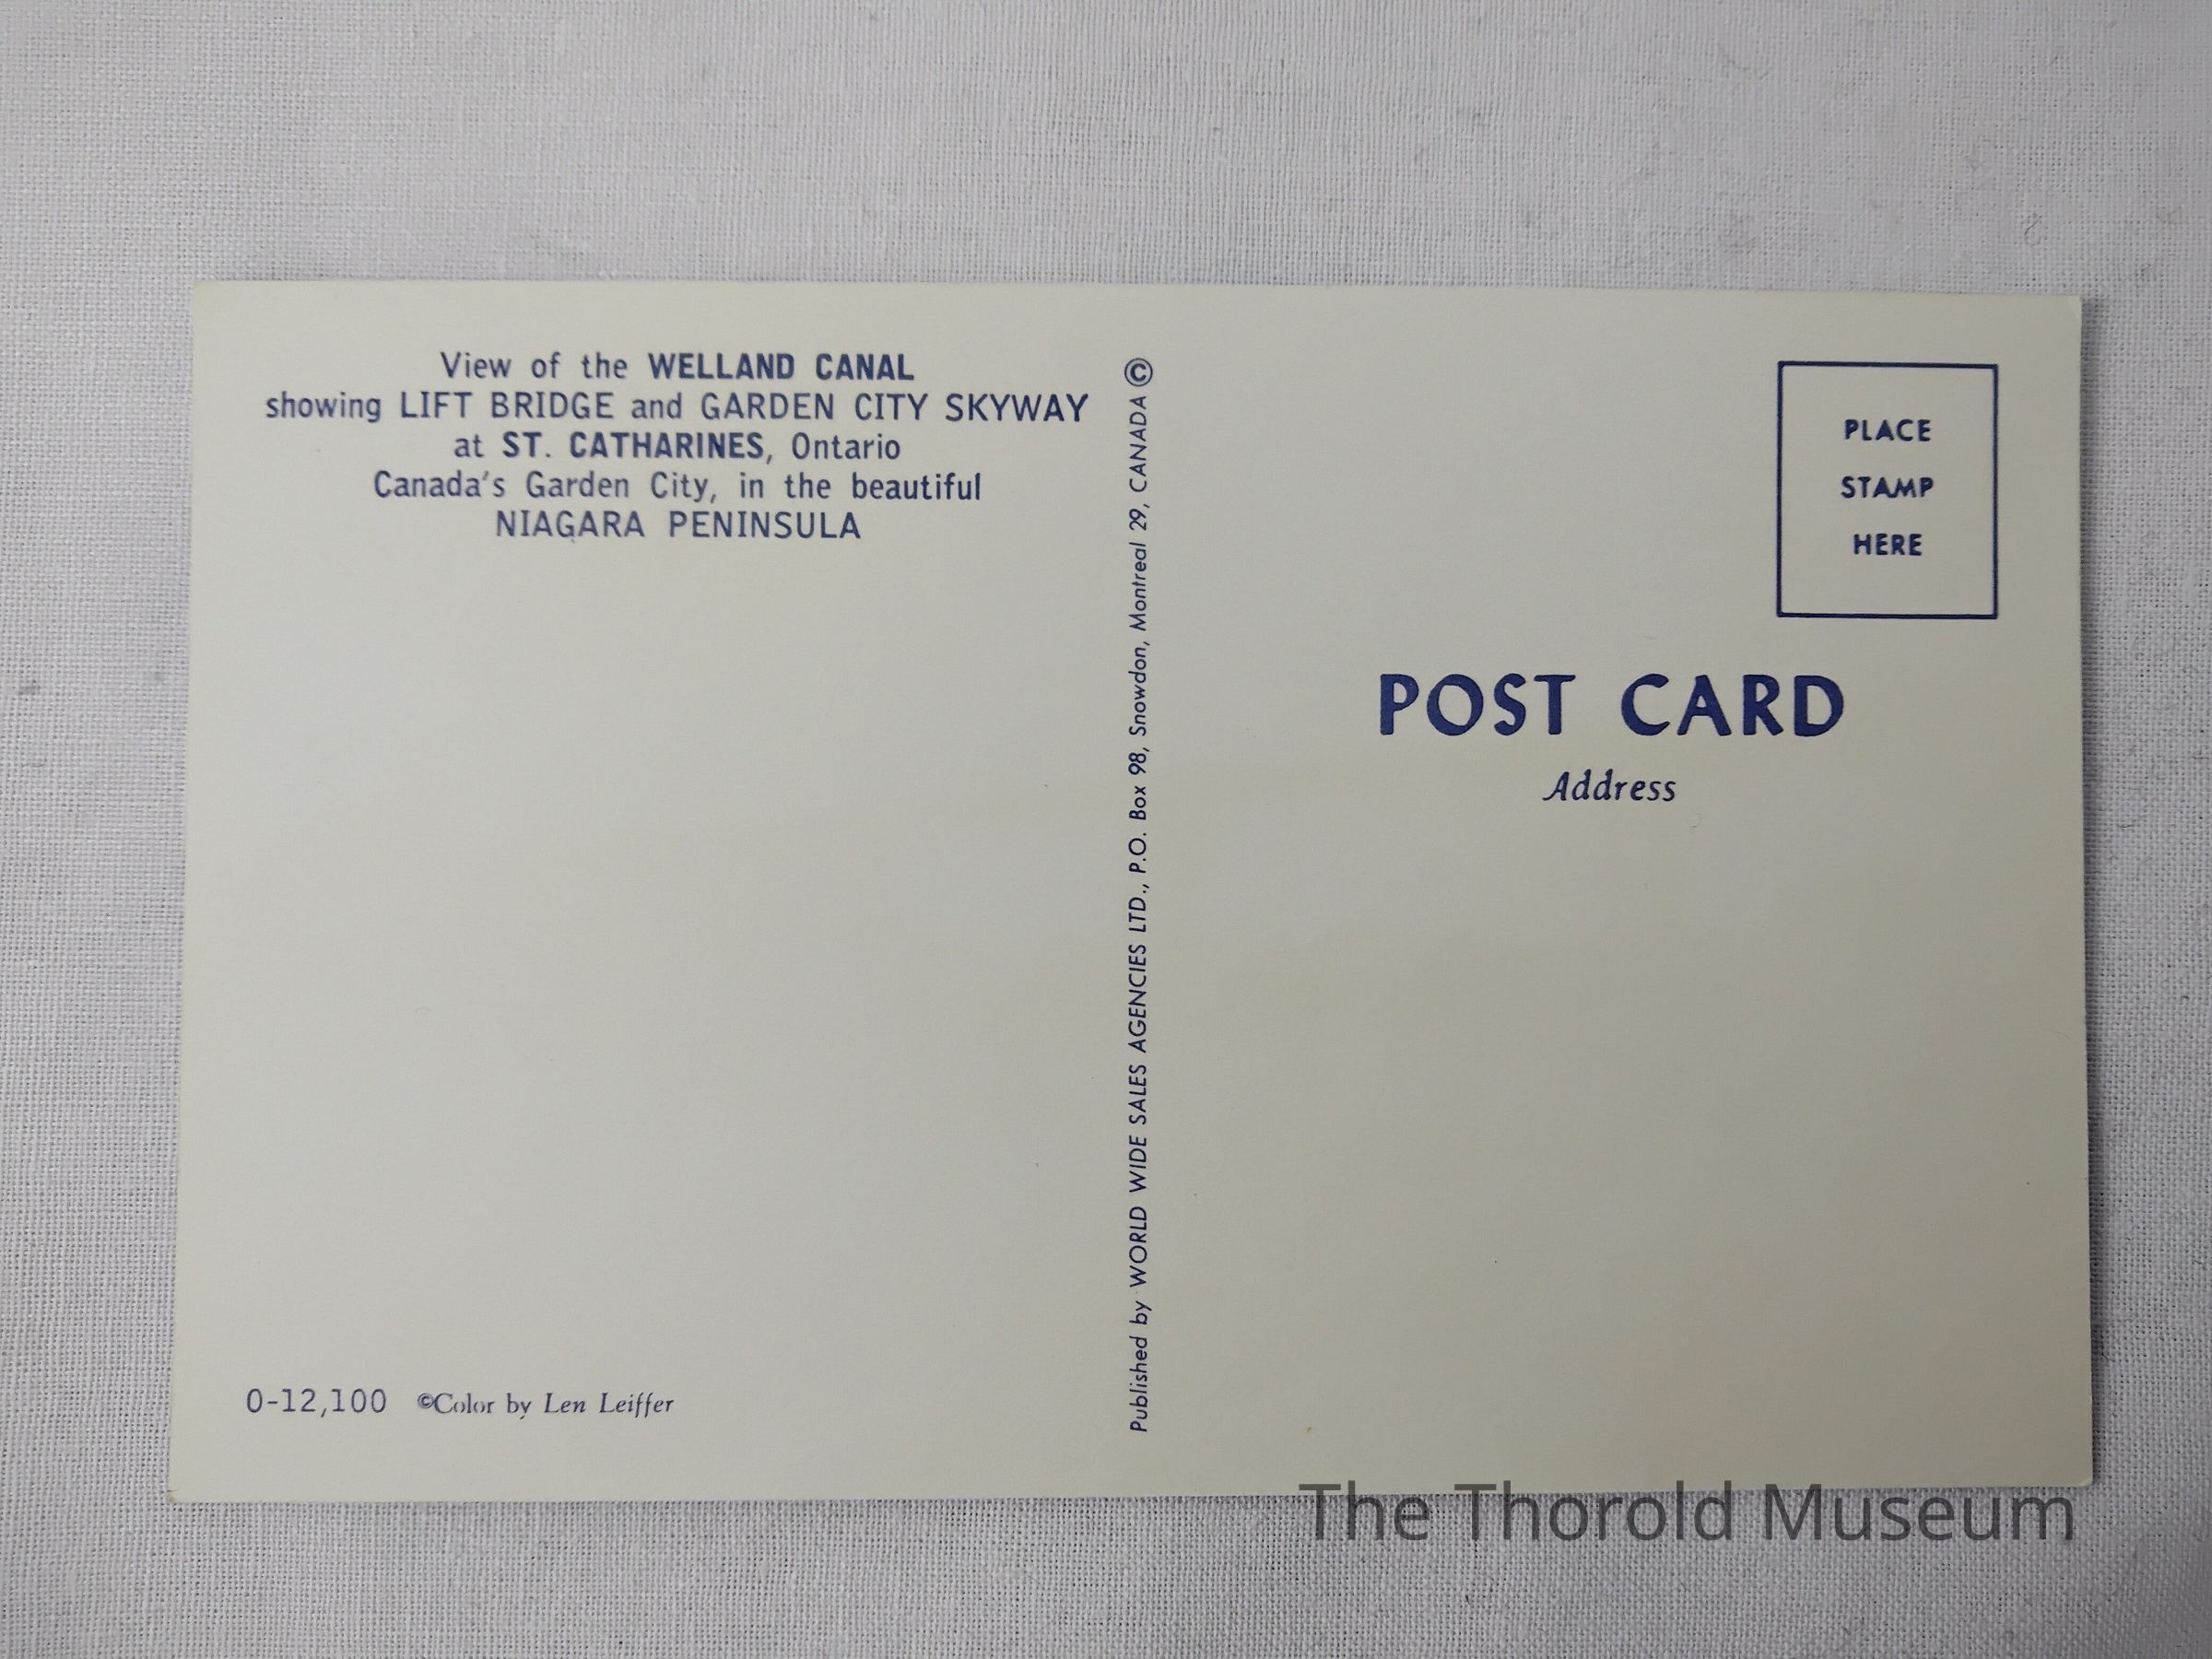 View of the WELLAND CANAL
showing LIFT BRIDGE and GARDEN CITY SKYWAY
at ST. CATHARINES, Ontario
Canada's Garden City, in the beautiful
NIAGARA PENINSULA
0-12,100 ©Color by Len Leiffer
Published by WORLD WIDE SALES AGENCIES LTD., P.O. Box 98, Snowdon, Montreal 29, CANADA ©
PLACE
STAMP
HERE
POST CARD
Address
The Thorold Museum